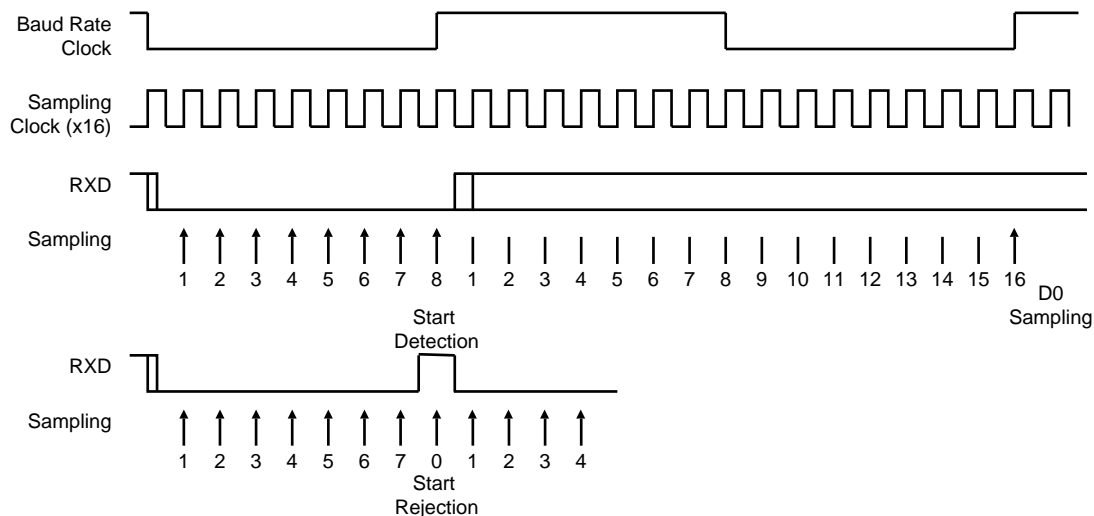 Baud Rate
Clock
Sampling
Clock (x16)
RXD
Sampling
1 2 3 4 5 6 7 8 1 2 3 4 5 6 7 8 9 10 11 12 13 14 15 16
D0
Sampling
Start
Detection
RXD
Sampling
1 2 3 4 5 6 7 0 1 2 3 4
Start
Rejection